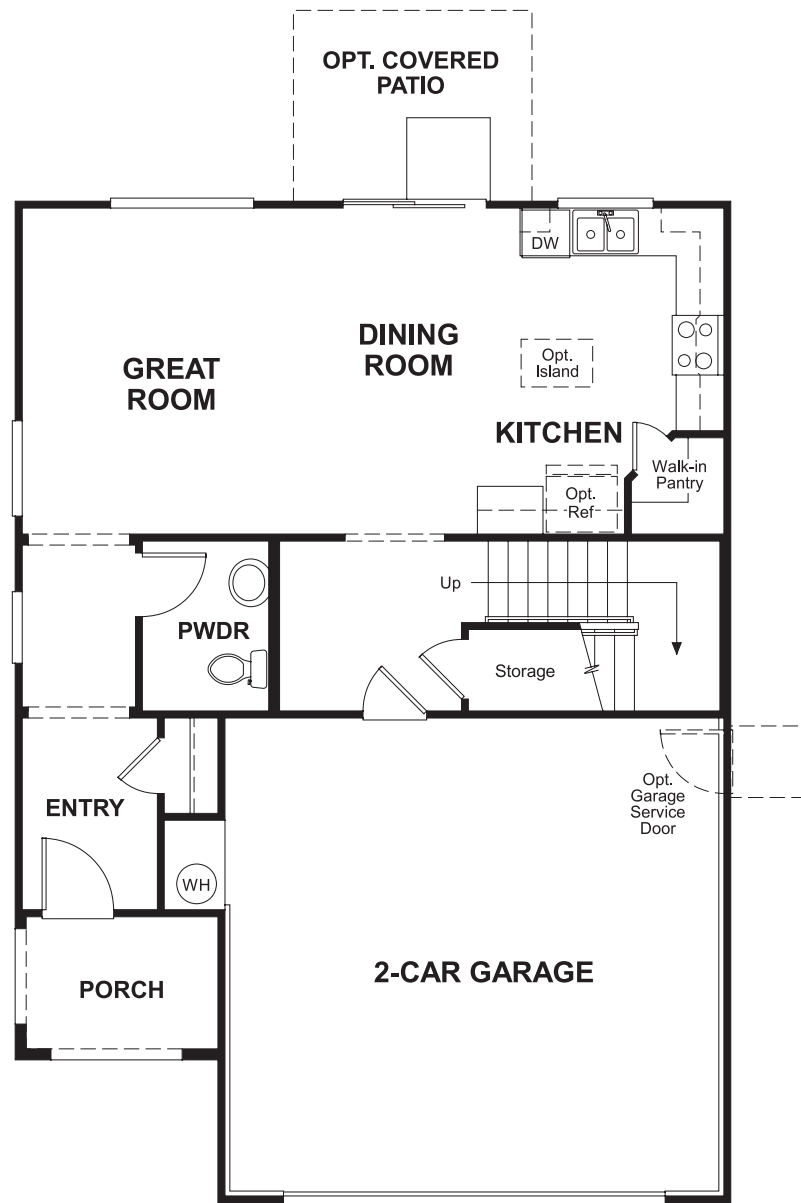 OPT. COVERED
PATIO
DW
DINING
ROOM
GREAT
ROOM
Opt.
Island
KITCHEN
Walk-in
Pantry
Opt.
Ref
Up
PWDR
Storage
ENTRY
Opt.
Garage
Service
Door
WH
2-CAR GARAGE
PORCH